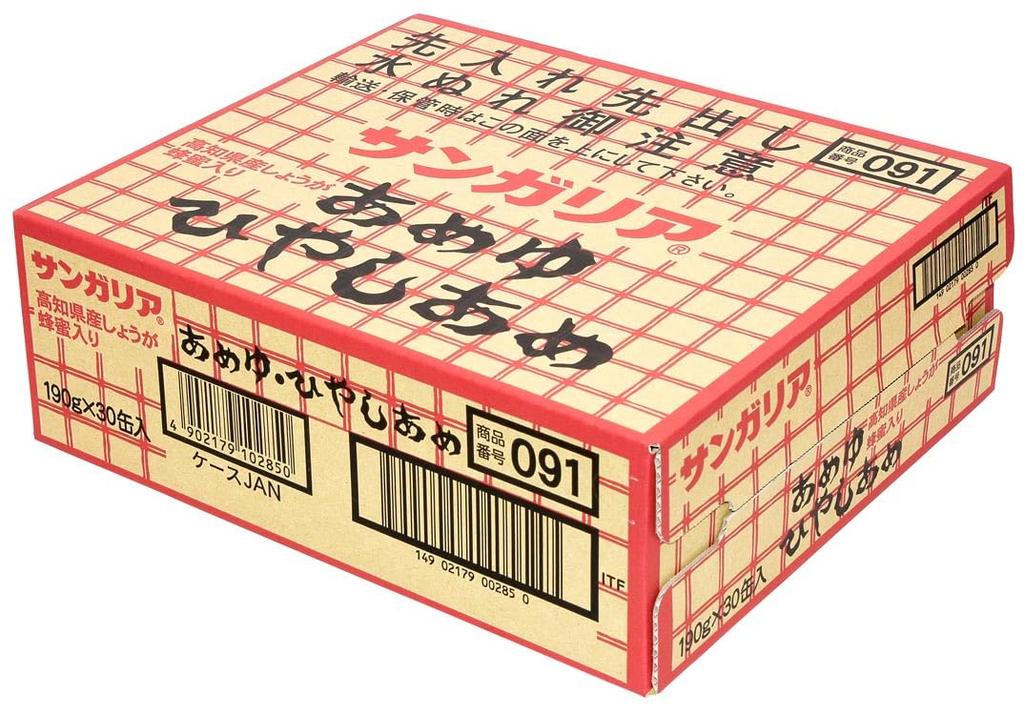 先入れ先出し
水ぬれ御注意
輸送・保管時はこの面を上にして下さい。
商品番号 091
サンガリア®
高知県産しょうが
蜂蜜入り
あめゆ
ひやしあめ
サンガリア®
高知県産しょうが
蜂蜜入り
あめゆ・ひやしあめ
190g×30缶入
4 902179 102850
ケースJAN
商品番号 091
149 02179 00285 0
ITF
149 02179 00285 0
商品番号 091
サンガリア®
高知県産しょうが
蜂蜜入り
あめゆ
ひやしあめ
190g×30缶入